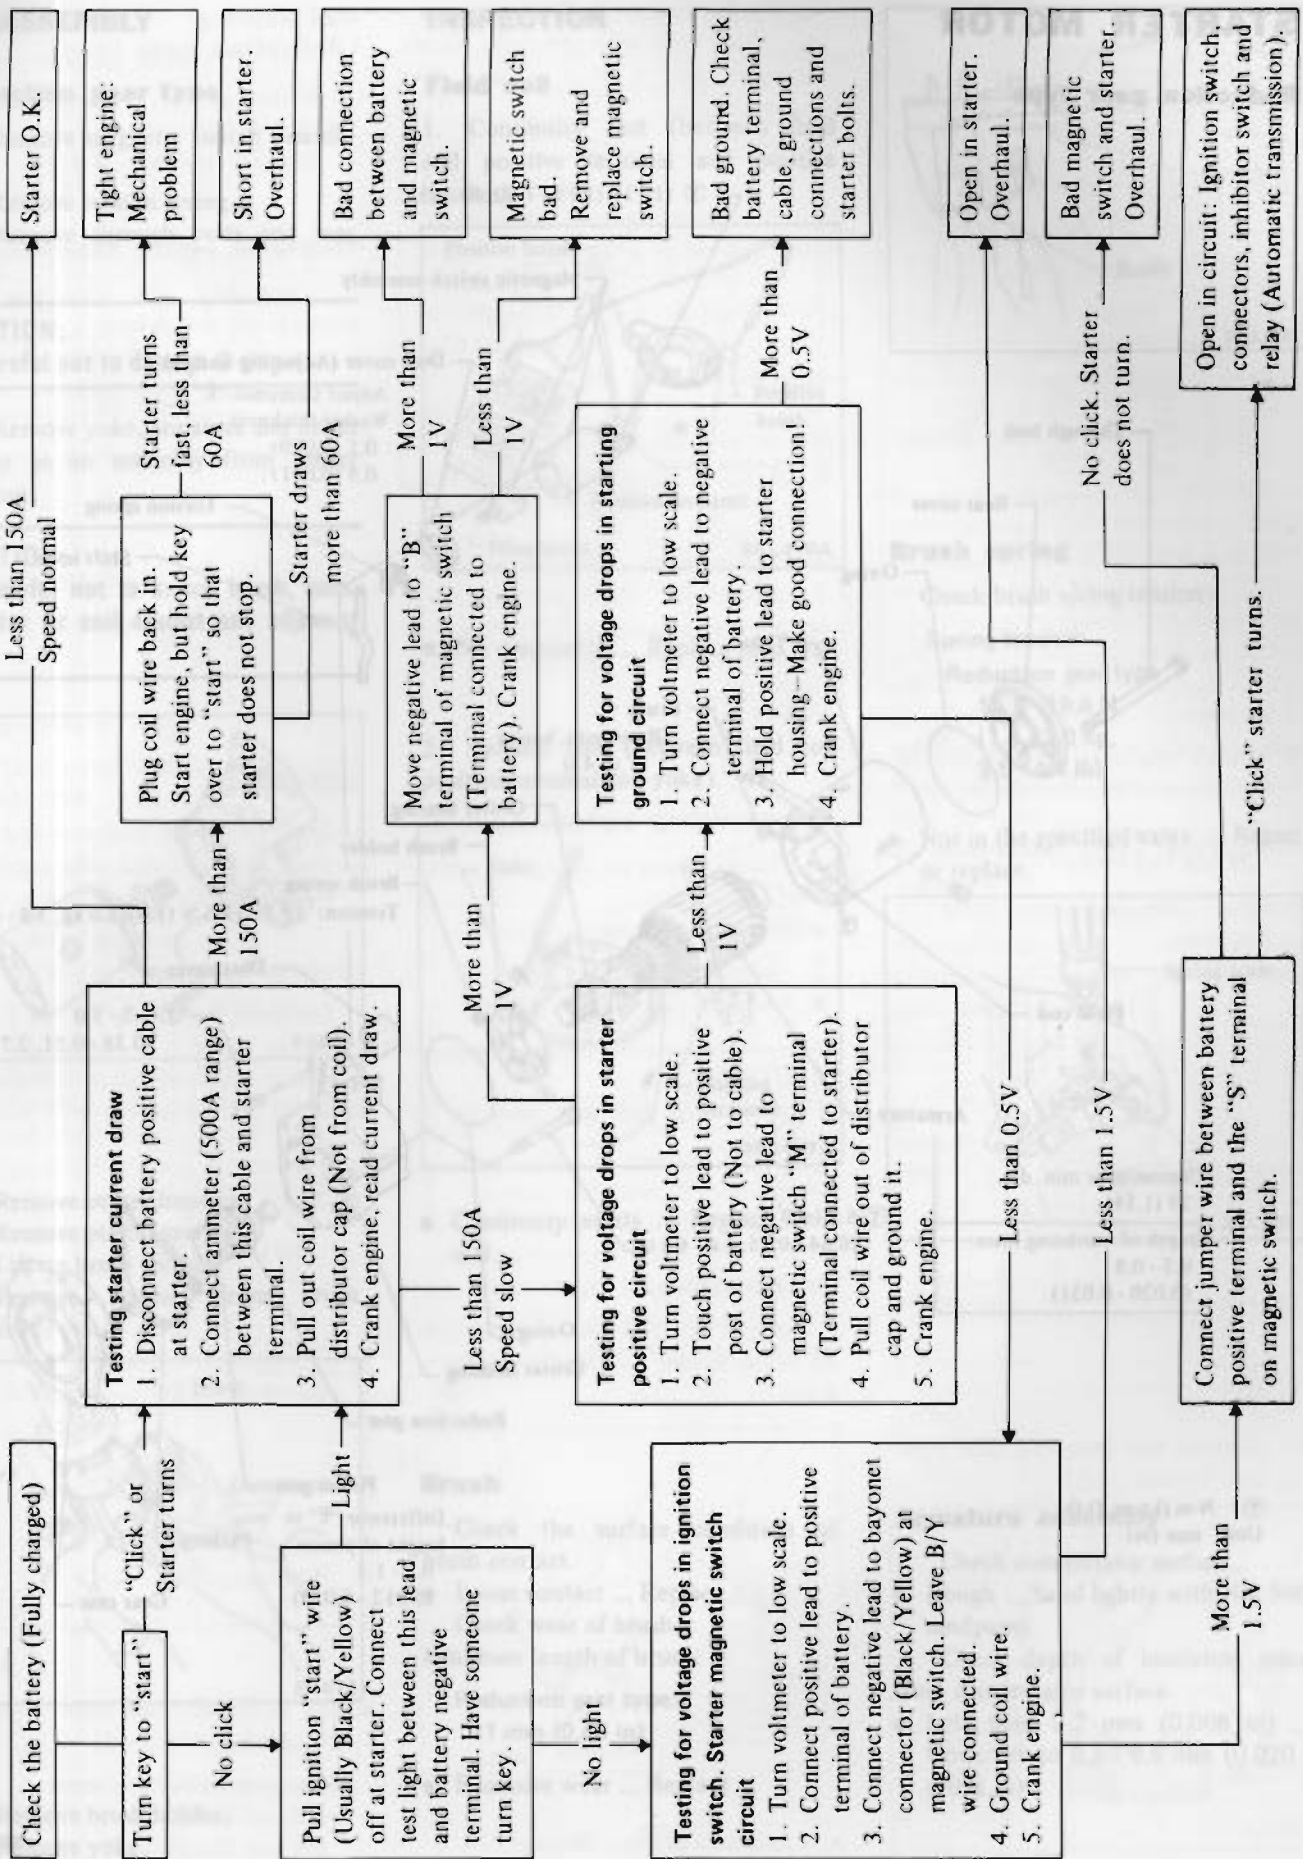 Check the battery (Fully charged)
Turn key to “start”
“Click” or
Starter turns
No click
Pull ignition “start” wire
(Usually Black/Yellow)
off at starter. Connect
test light between this lead
and battery negative
terminal. Have someone
turn key.
Light
No light
Testing for voltage drops in ignition
switch. Starter magnetic switch
circuit
1. Turn voltmeter to low scale.
2. Connect positive lead to positive
terminal of battery.
3. Connect negative lead to bayonet
connector (Black/Yellow) at
magnetic switch. Leave B/Y
wire connected.
4. Ground coil wire.
5. Crank engine.
Testing starter current draw
1. Disconnect battery positive cable
at starter.
2. Connect ammeter (500A range)
between this cable and starter
terminal.
3. Pull out coil wire from
distributor cap (Not from coil).
4. Crank engine, read current draw.
Less than 150A
Speed normal
More than
150A
Less than 150A
Speed slow
Testing for voltage drops in starter
positive circuit
1. Turn voltmeter to low scale.
2. Touch positive lead to positive
post of battery (Not to cable).
3. Connect negative lead to
magnetic switch “M” terminal
(Terminal connected to starter).
4. Pull coil wire out of distributor
cap and ground it.
5. Crank engine.
More than
1V
Less than
1V
Plug coil wire back in.
Start engine, but hold key
over to “start” so that
starter does not stop.
Starter turns
fast, less than
60A
Starter draws
more than 60A
Move negative lead to “B”
terminal of magnetic switch
(Terminal connected to
battery). Crank engine.
More than
1V
Less than
1V
Testing for voltage drops in starting
ground circuit
1. Turn voltmeter to low scale.
2. Connect negative lead to negative
terminal of battery.
3. Hold positive lead to starter
housing—Make good connection!
4. Crank engine.
More than
0.5V
Less than 0.5V
Less than 1.5V
More than
1.5V
Connect jumper wire between battery
positive terminal and the “S” terminal
on magnetic switch.
No click. Starter
does not turn.
“Click” starter turns.
Starter O.K.
Tight engine:
Mechanical
problem
Short in starter.
Overhaul.
Bad connection
between battery
and magnetic
switch.
Magnetic switch
bad.
Remove and
replace magnetic
switch.
Bad ground. Check
battery terminal,
cable, ground
connections and
starter bolts.
Open in starter.
Overhaul.
Bad magnetic
switch and starter.
Overhaul.
Open in circuit: Ignition switch,
connectors, inhibitor switch and
relay (Automatic transmission).